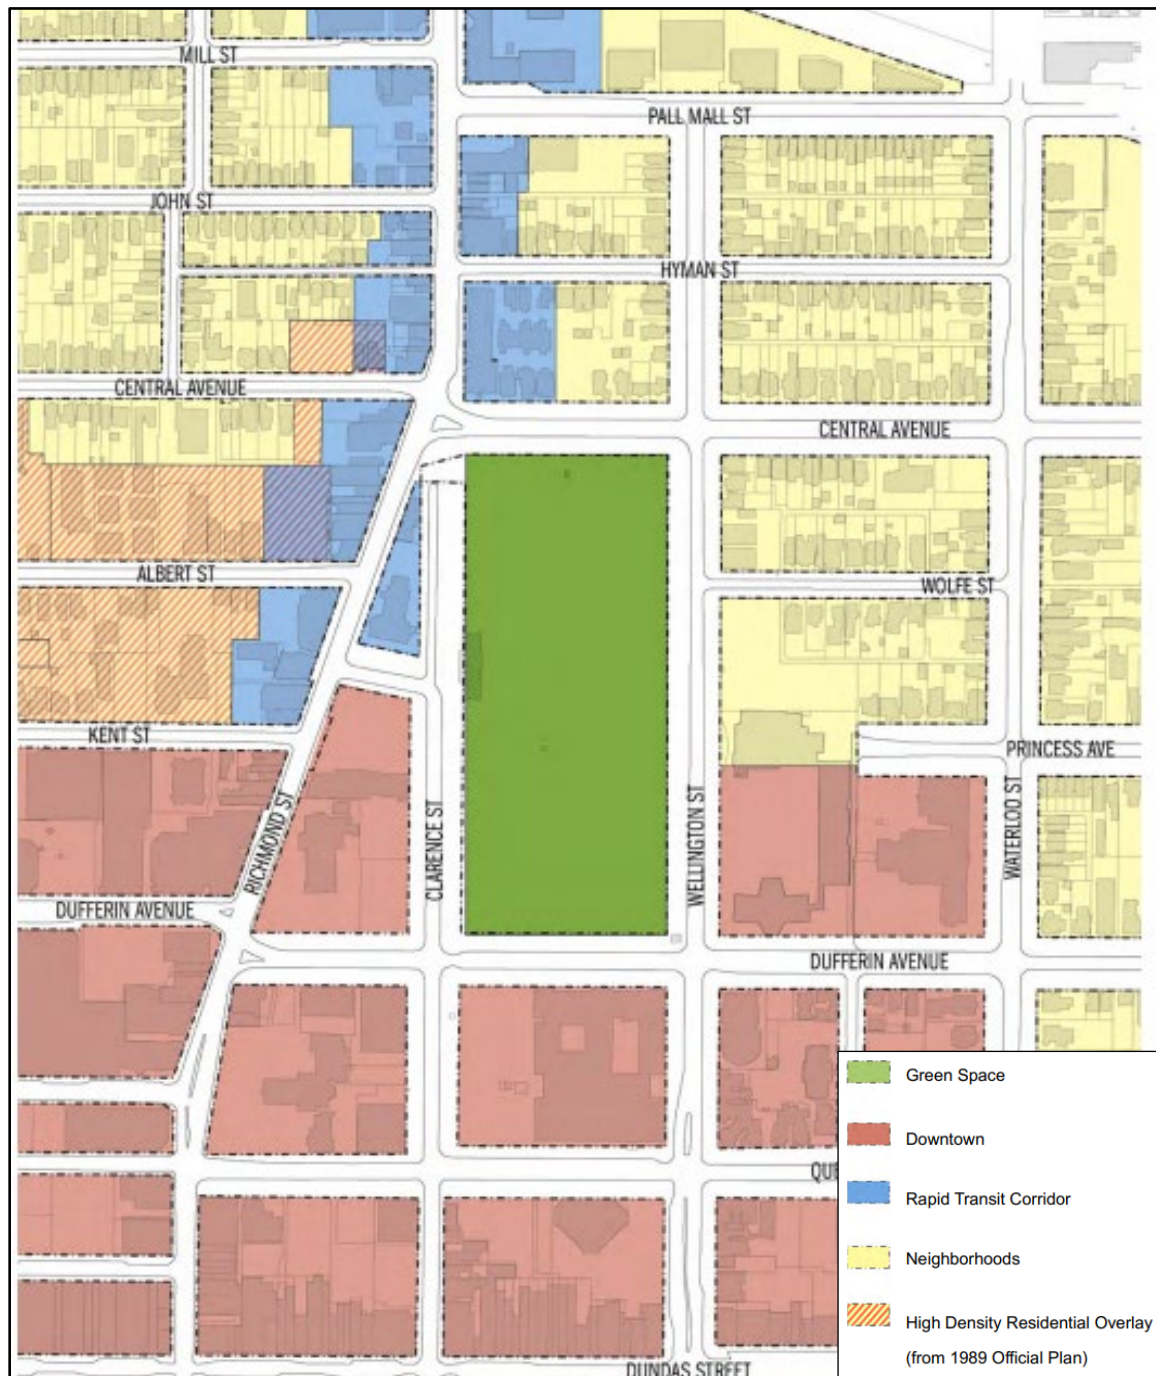 MILL ST
PALL MALL ST
JOHN ST
HYMAN ST
CENTRAL AVENUE
CENTRAL AVENUE
ALBERT ST
WOLFE ST
KENT ST
PRINCESS AVE
RICHMOND ST
CLARENCE ST
WELLINGTON ST
WATERLOO ST
DUFFERIN AVENUE
DUFFERIN AVENUE
QUE
DUNDAS STREET
Green Space
Downtown
Rapid Transit Corridor
Neighborhoods
High Density Residential Overlay
(from 1989 Official Plan)